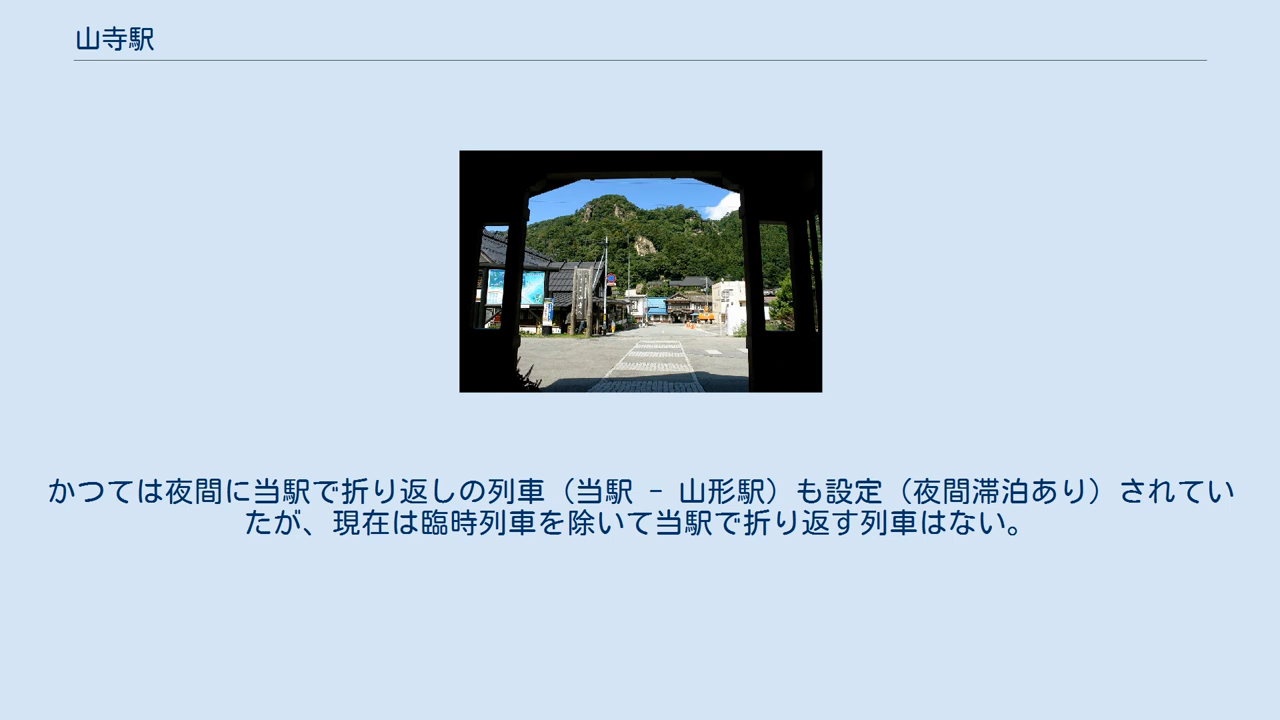 山寺駅
かつては夜間に当駅で折り返しの列車（当駅 - 山形駅）も設定（夜間滞泊あり）されてい
たが、現在は臨時列車を除いて当駅で折り返す列車はない。